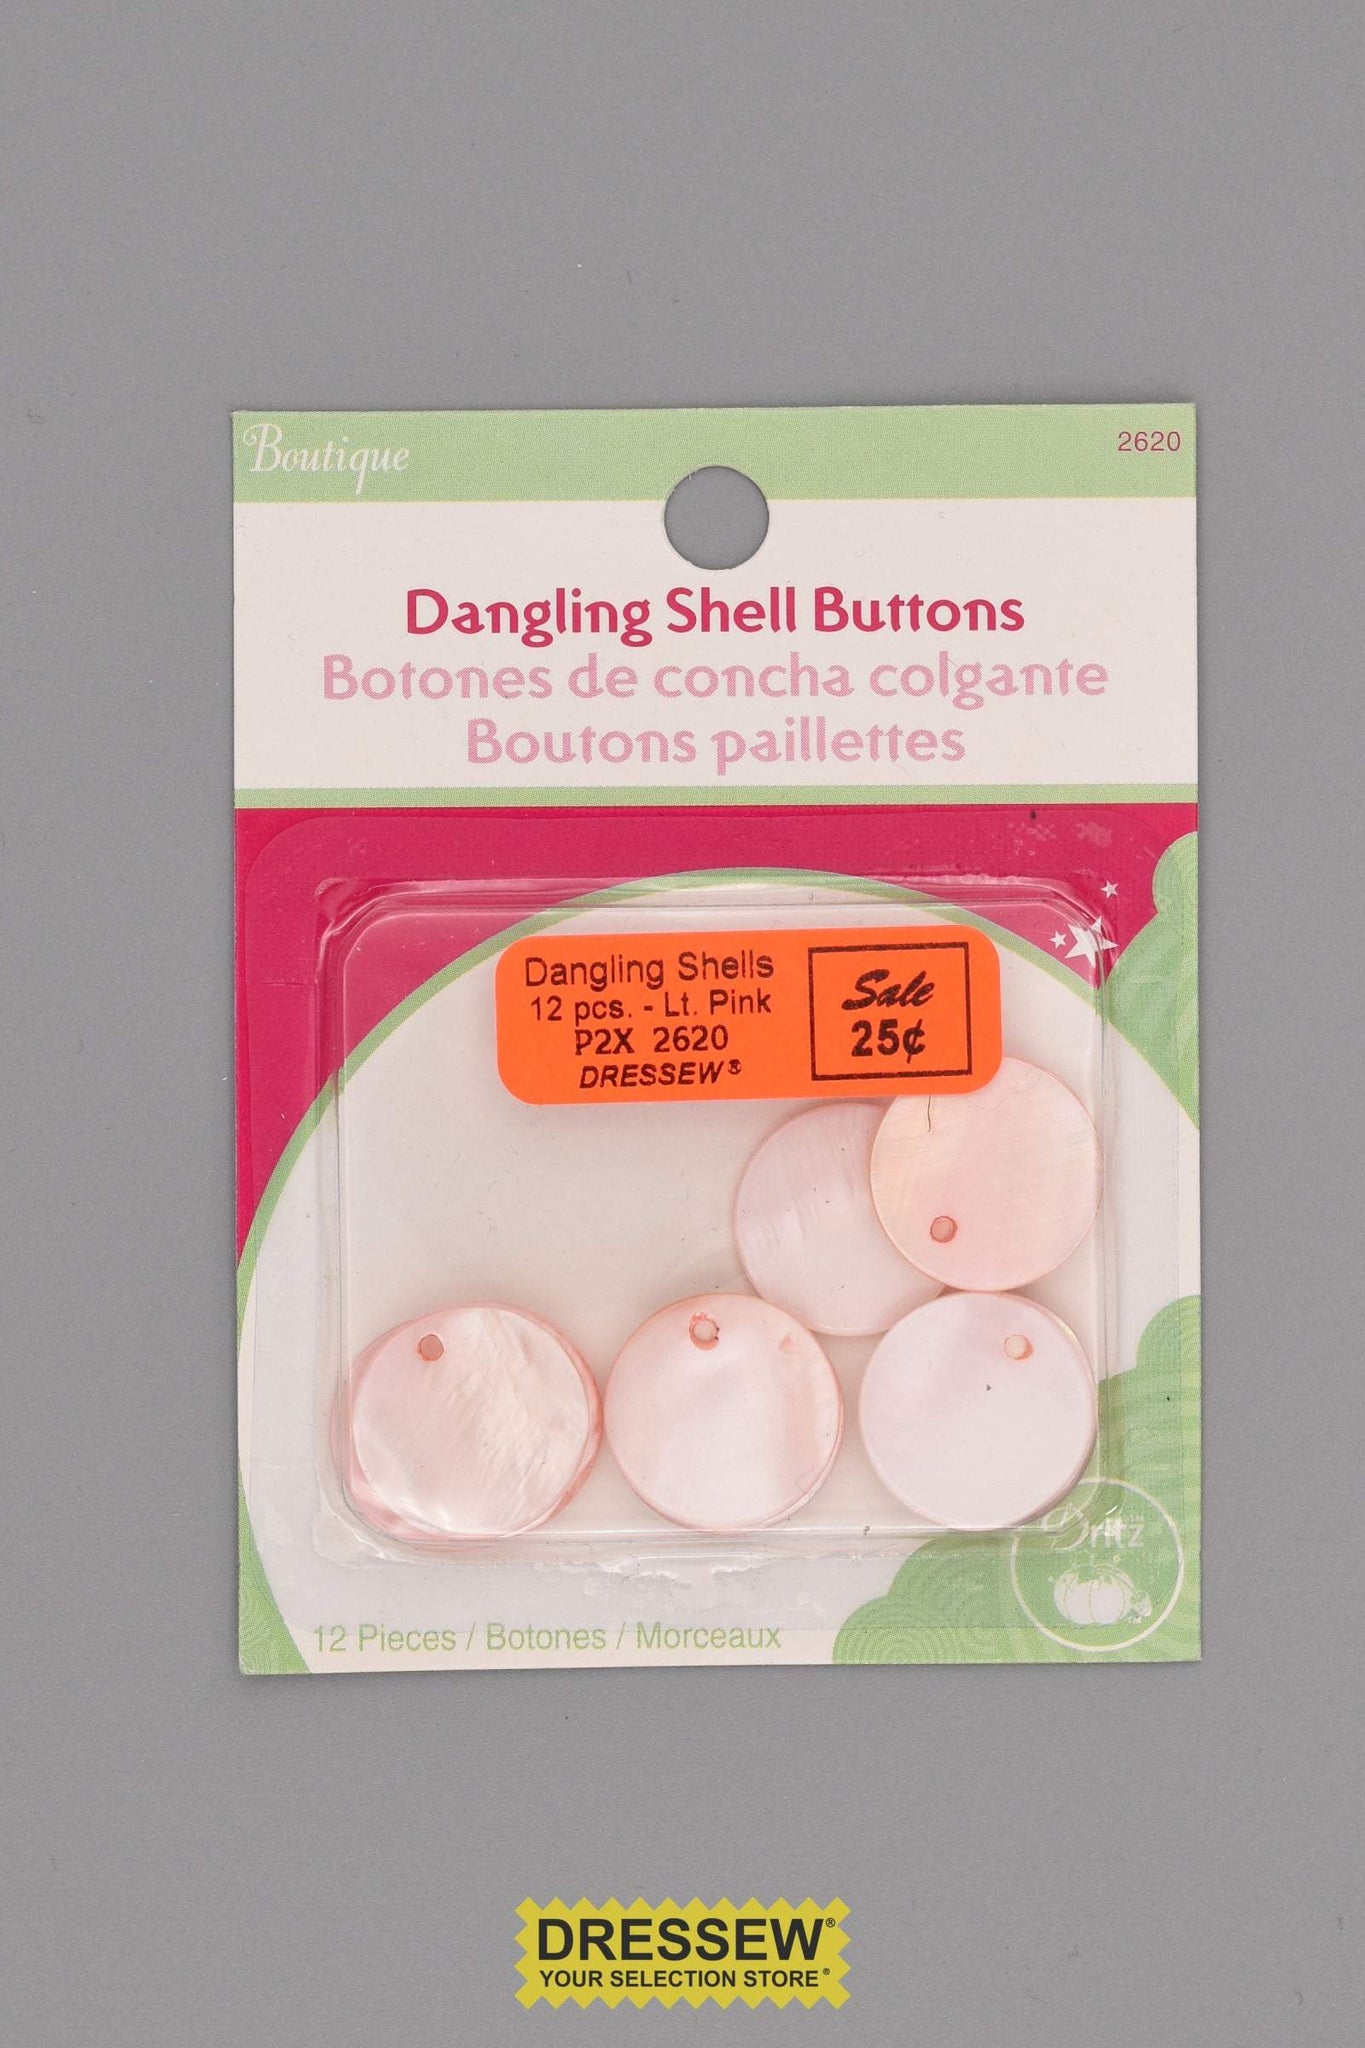 Boutique
2620
Dangling Shell Buttons
Botones de concha colgante
Boutons paillettes
Dangling Shells
12 pcs. - Lt. Pink
P2X 2620
DRESSEW®
Sale
25¢
Dritz
12 Pieces / Botones / Morceaux
DRESSEW®
YOUR SELECTION STORE®